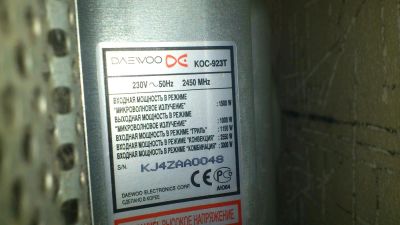 DAEWOO KOC-923T
230V ~ 50Hz 2450 MHz
ВХОДНАЯ МОЩНОСТЬ В РЕЖИМЕ
"МИКРОВОЛНОВОЕ ИЗЛУЧЕНИЕ" : 1500 W
ВЫХОДНАЯ МОЩНОСТЬ В РЕЖИМЕ
"МИКРОВОЛНОВОЕ ИЗЛУЧЕНИЕ" : 1000 W
ВХОДНАЯ МОЩНОСТЬ В РЕЖИМЕ "ГРИЛЬ" : 1150 W
ВХОДНАЯ МОЩНОСТЬ В РЕЖИМЕ "КОНВЕКЦИЯ"
ВХОДНАЯ МОЩНОСТЬ В РЕЖИМЕ "КОМБИНАЦИЯ" : 3000 W
S/N. KJ4ZAA0048
DAEWOO ELECTRONICS CORP.
СДЕЛАНО В КОРЕЕ
ВЫСОКОЕ НАПРЯЖЕНИЕ